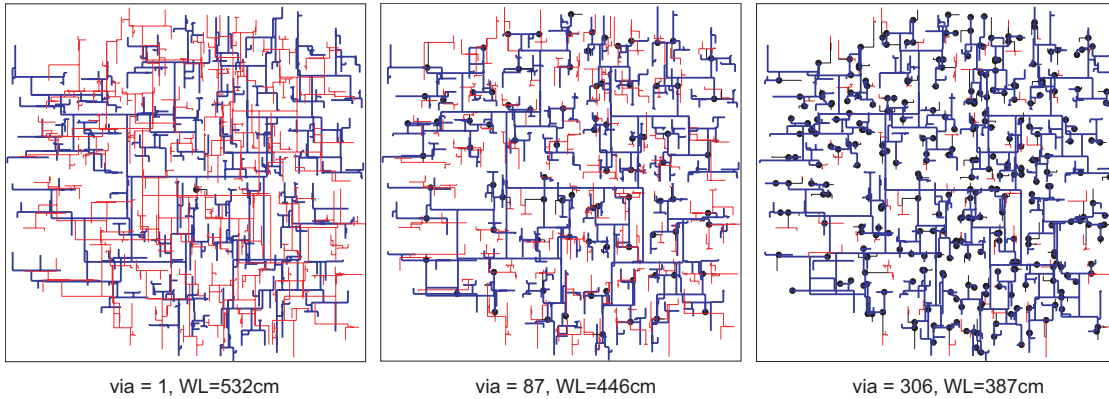 via = 1, WL=532cm
via = 87, WL=446cm
via = 306, WL=387cm